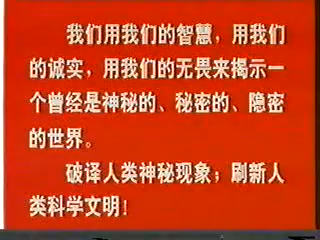 我们用我们的智慧，用我们
的诚实，用我们的无畏来揭示一
个曾经是神秘的、秘密的、隐密
的世界。
破译人类神秘现象；刷新人
类科学文明！